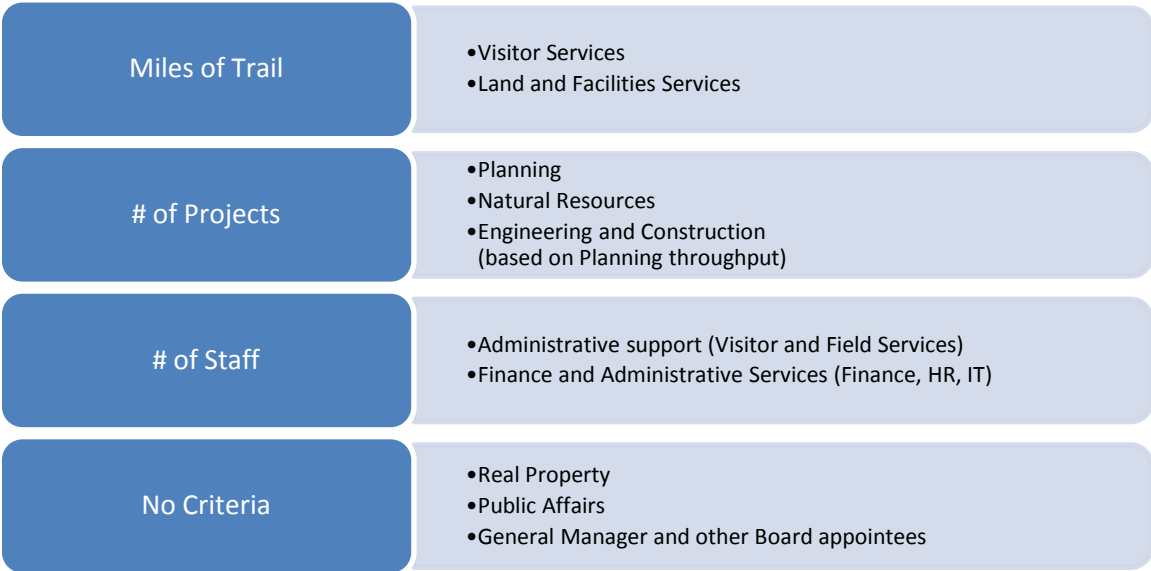 Miles of Trail
•Visitor Services
•Land and Facilities Services
# of Projects
•Planning
•Natural Resources
•Engineering and Construction
(based on Planning throughput)
# of Staff
•Administrative support (Visitor and Field Services)
•Finance and Administrative Services (Finance, HR, IT)
No Criteria
•Real Property
•Public Affairs
•General Manager and other Board appointees